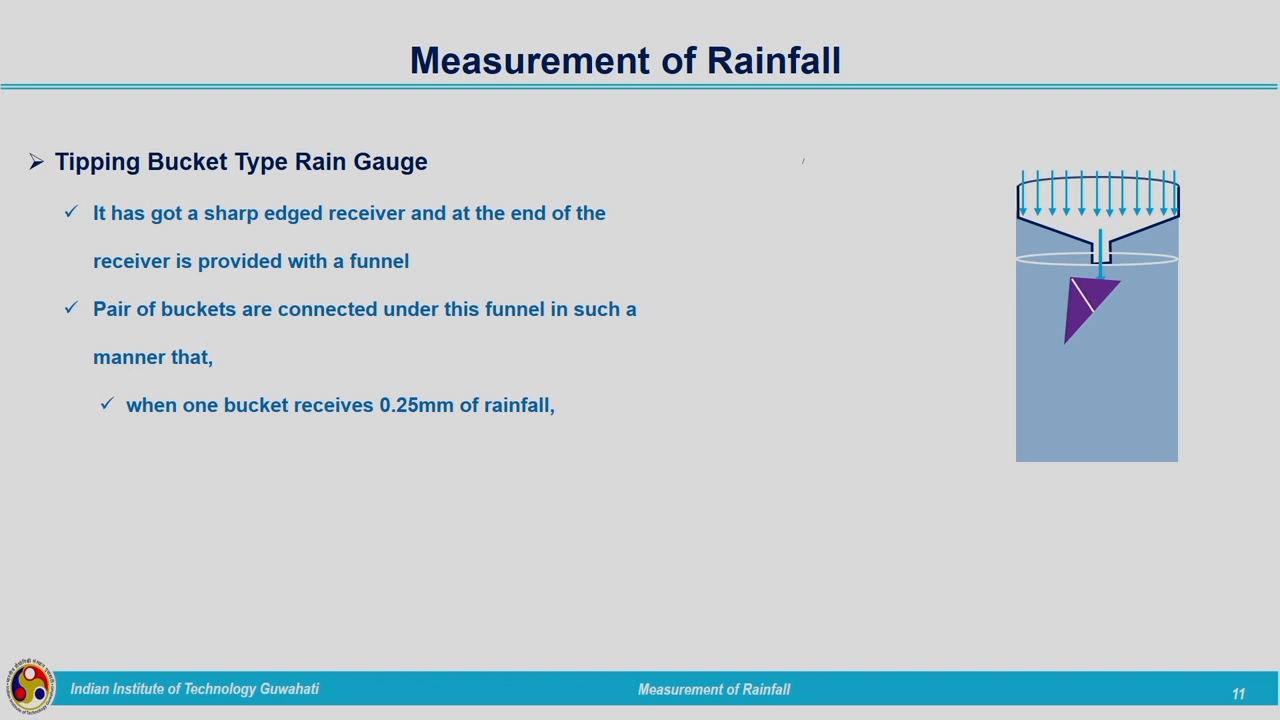 Measurement of Rainfall
Tipping Bucket Type Rain Gauge
It has got a sharp edged receiver and at the end of the
receiver is provided with a funnel
Pair of buckets are connected under this funnel in such a
manner that,
when one bucket receives 0.25mm of rainfall,
Indian Institute of Technology Guwahati
Measurement of Rainfall
11